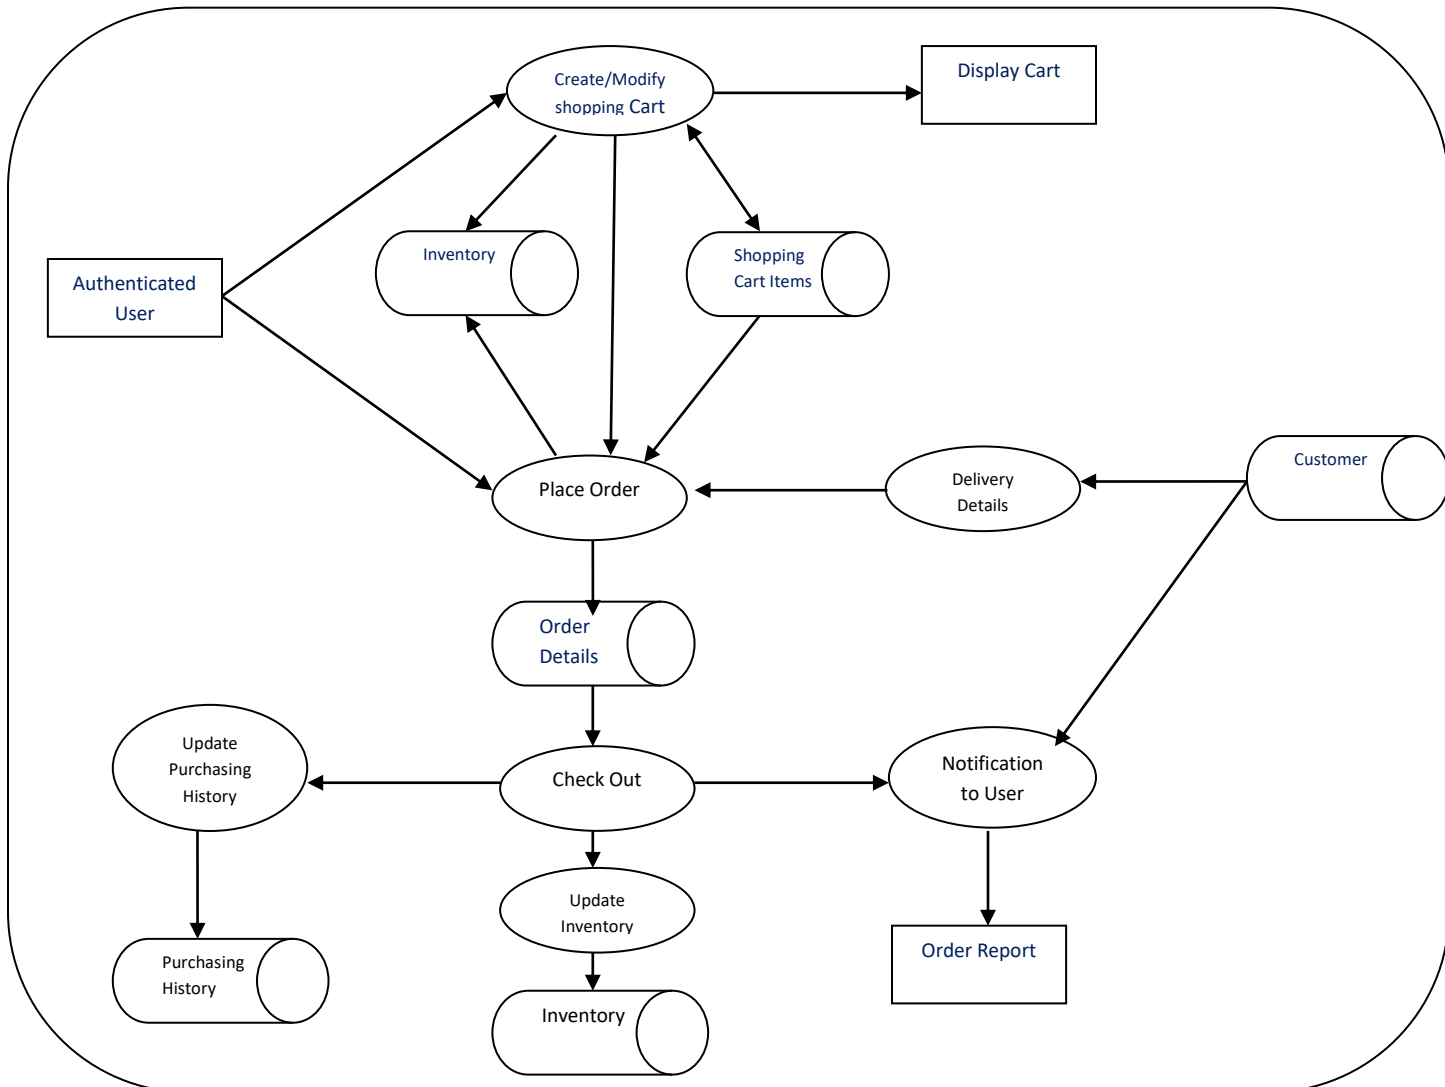 Create/Modify
shopping Cart
Display Cart
Inventory
Shopping
Cart Items
Authenticated
User
Place Order
Delivery
Details
Customer
Order
Details
Update
Purchasing
History
Check Out
Notification
to User
Update
Inventory
Order Report
Purchasing
History
Inventory